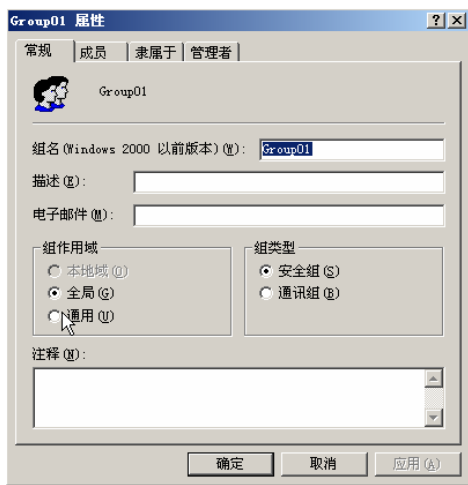 Group01 属性
常规 成员 隶属于 管理者
Group01
组名(Windows 2000 以前版本)(W): Group01
描述(E):
电子邮件(M):
组作用域 组类型
本地域(O) 安全组(S)
全局(G) 通讯组(B)
通用(U)
注释(N):
确定 取消 应用(A)